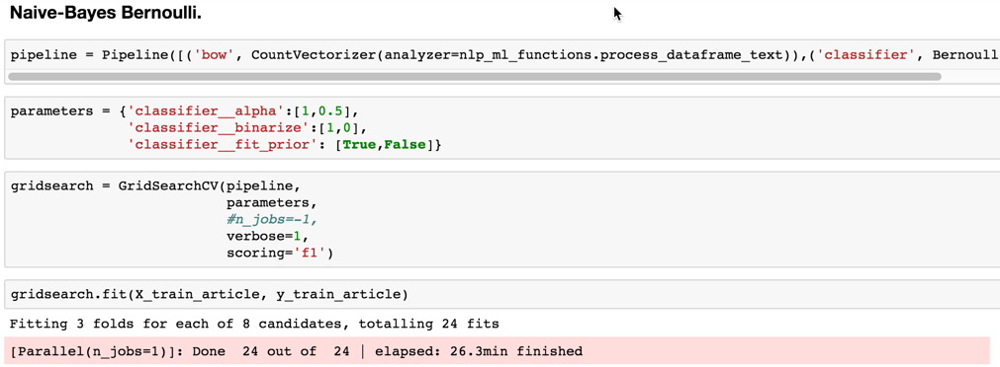 Naive-Bayes Bernoulli.
pipeline = Pipeline([('bow', CountVectorizer(analyzer=nlp_ml_functions.process_dataframe_text)),('classifier', Bernoull
parameters = {'classifier__alpha':[1,0.5],
'classifier__binarize':[1,0],
'classifier__fit_prior': [True,False]}
gridsearch = GridSearchCV(pipeline,
parameters,
#n_jobs=-1,
verbose=1,
scoring='f1')
gridsearch.fit(X_train_article, y_train_article)
Fitting 3 folds for each of 8 candidates, totalling 24 fits
[Parallel(n_jobs=1)]: Done  24 out of  24 | elapsed: 26.3min finished